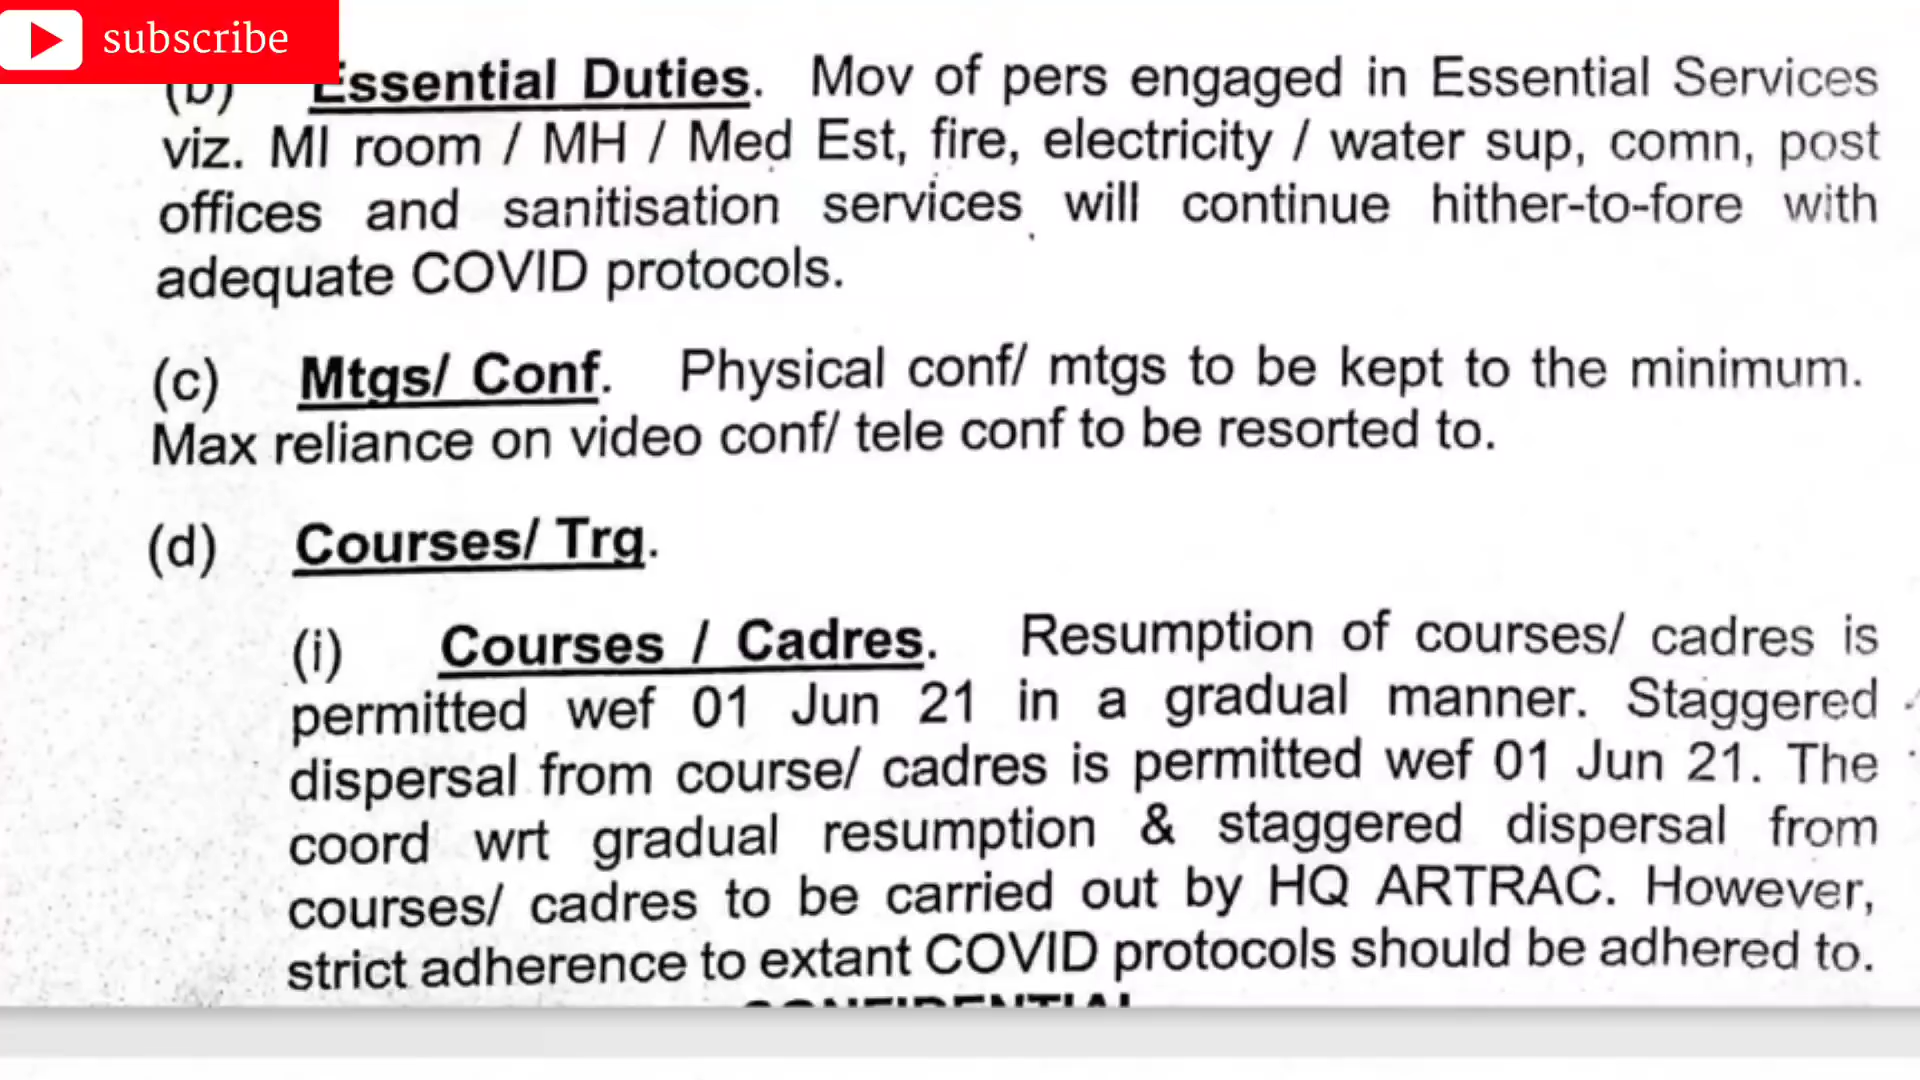 subscribe
(b) Essential Duties. Mov of pers engaged in Essential Services
viz. MI room / MH / Med Est, fire, electricity / water sup, comn, post
offices and sanitisation services will continue hither-to-fore with
adequate COVID protocols.
(c) Mtgs/ Conf. Physical conf/ mtgs to be kept to the minimum.
Max reliance on video conf/ tele conf to be resorted to.
(d) Courses/ Trg.
(i) Courses / Cadres. Resumption of courses/ cadres is
permitted wef 01 Jun 21 in a gradual manner. Staggered
dispersal from course/ cadres is permitted wef 01 Jun 21. The
coord wrt gradual resumption & staggered dispersal from
courses/ cadres to be carried out by HQ ARTRAC. However,
strict adherence to extant COVID protocols should be adhered to.
CONFIDENTIAL